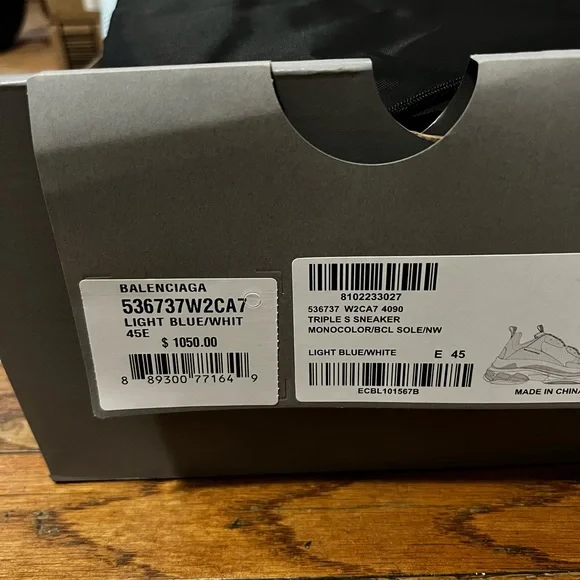 BALENCIAGA
536737W2CA7
LIGHT BLUE/WHIT
45E
$ 1050.00
8 89300 77164 9
8102233027
536737 W2CA7 4090
TRIPLE S SNEAKER
MONOCOLOR/BCL SOLE/NW
LIGHT BLUE/WHITE E 45
ECBL101567B
MADE IN CHINA